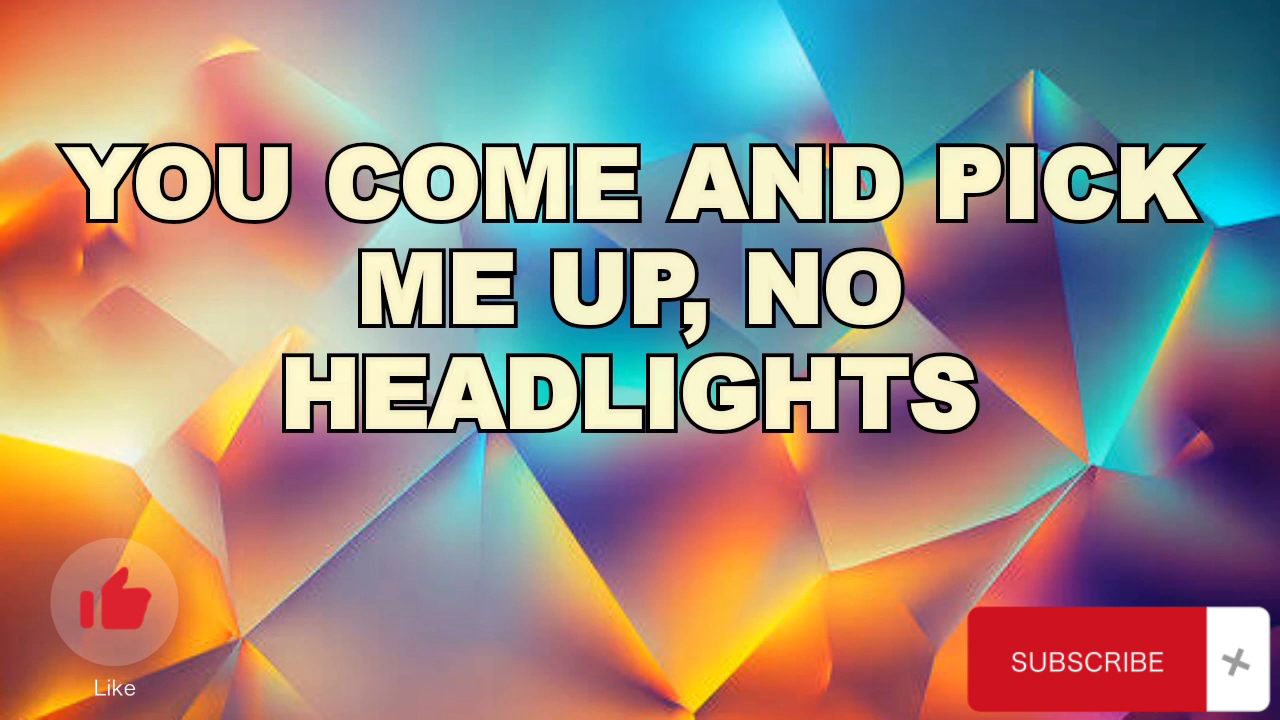 YOU COME AND PICK
ME UP, NO
HEADLIGHTS
Like
SUBSCRIBE